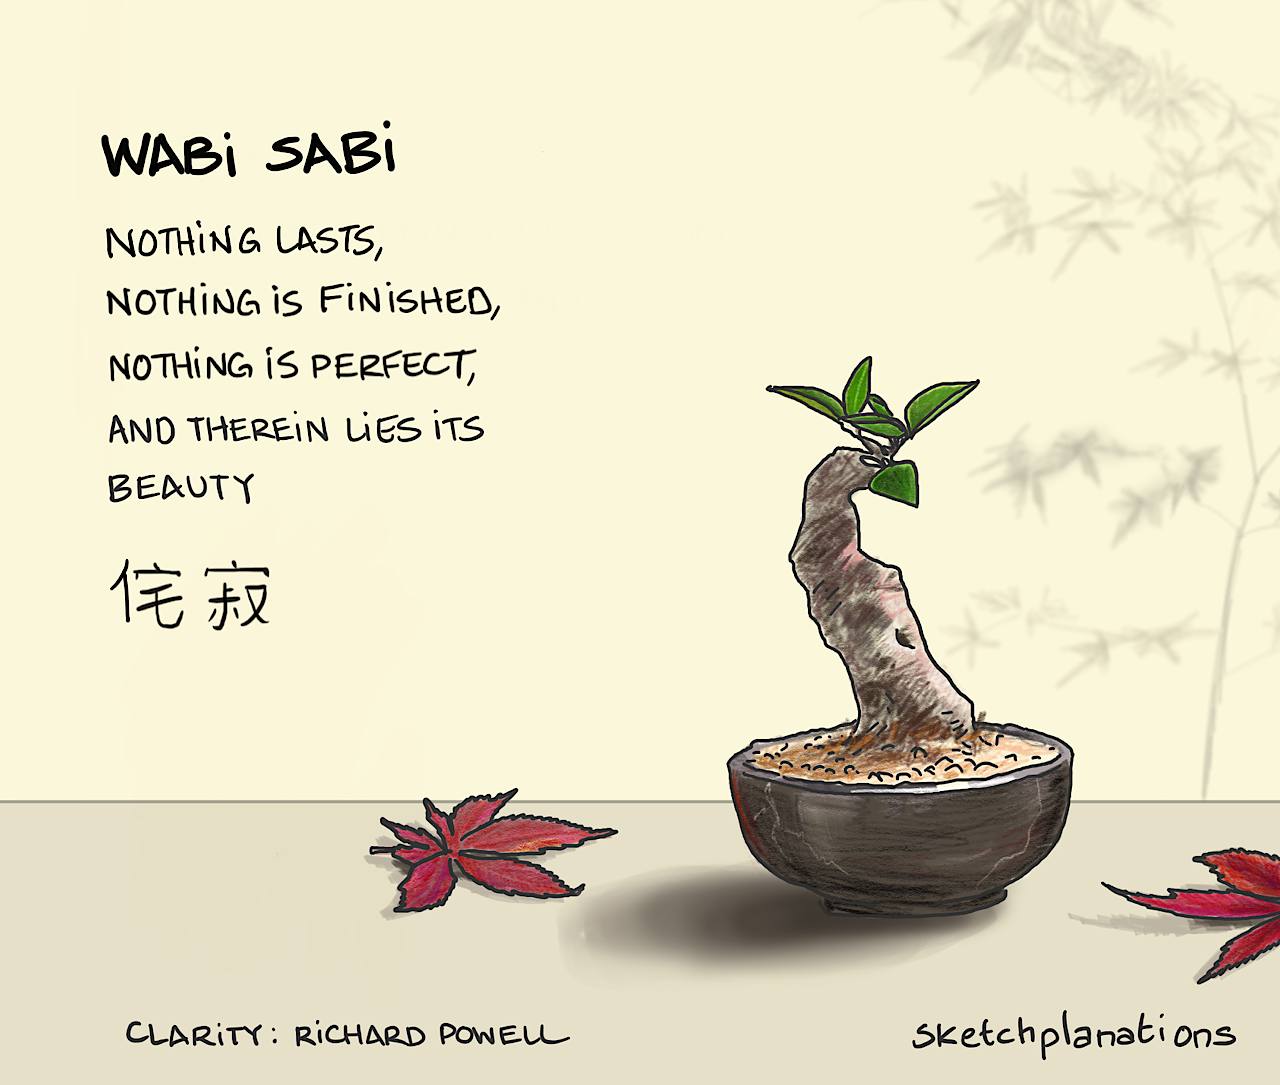 WABI SABI
NOTHING LASTS,
NOTHING IS FINISHED,
NOTHING IS PERFECT,
AND THEREIN LIES ITS
BEAUTY
侘寂
CLARITY: RICHARD POWELL
sketchplanations